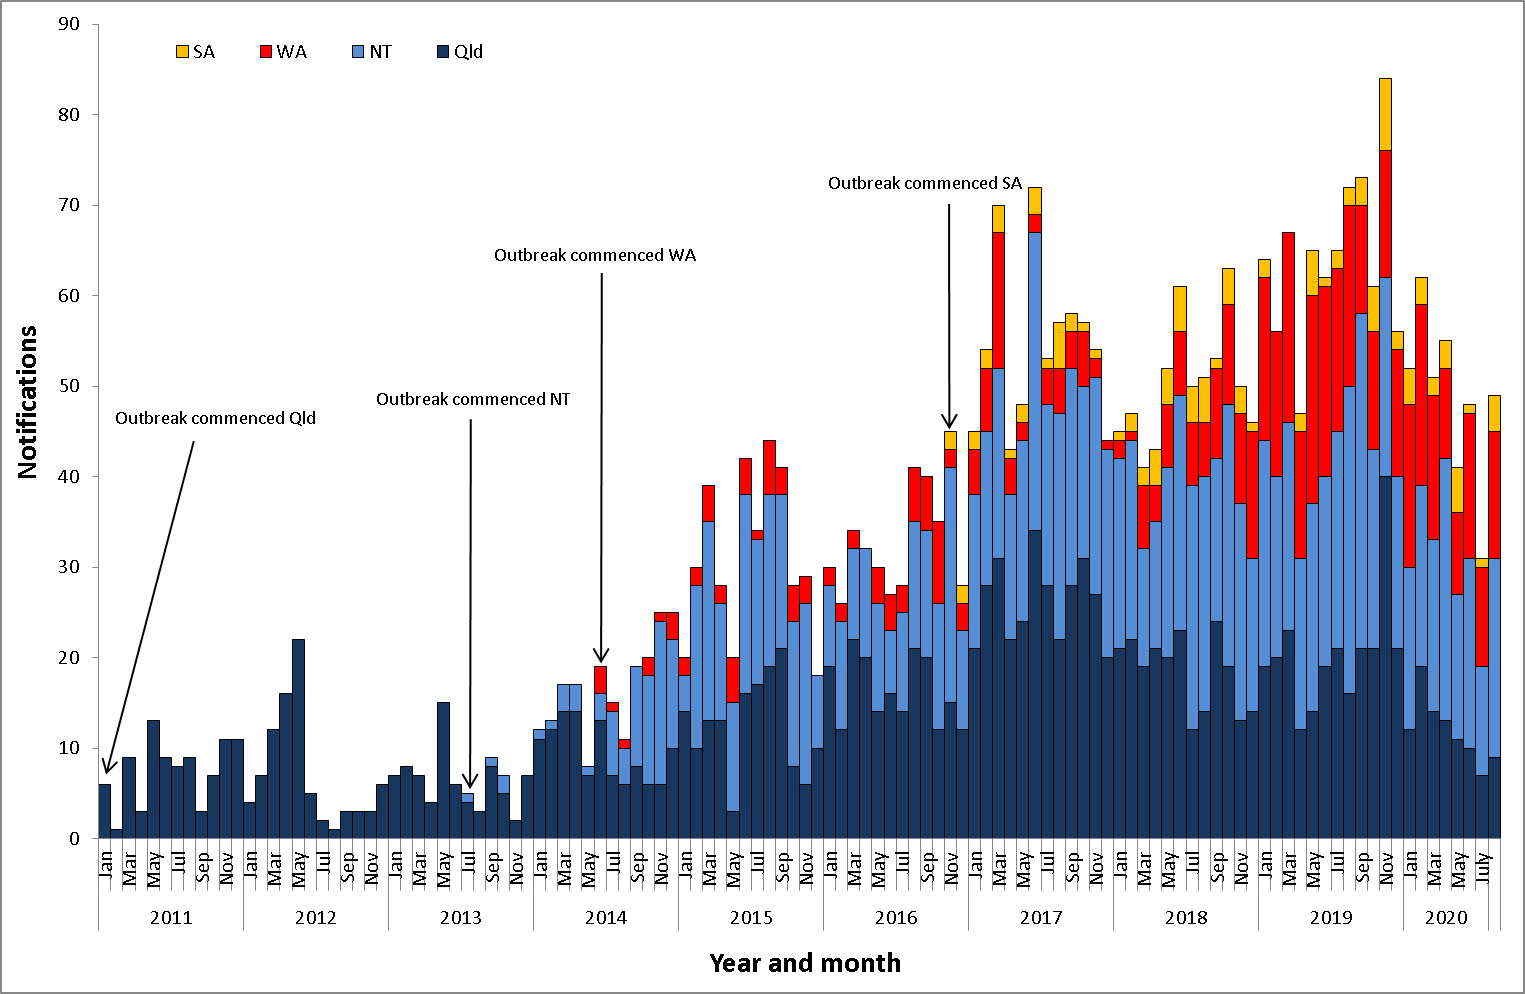 90
SA WA NT Qld
80
70
60
50
40
30
20
10
0
Notifications
Outbreak commenced Qld
Outbreak commenced NT
Outbreak commenced WA
Outbreak commenced SA
Jan Mar May Jul Sep Nov Jan Mar May Jul Sep Nov Jan Mar May Jul Sep Nov Jan Mar May Jul Sep Nov Jan Mar May Jul Sep Nov Jan Mar May Jul Sep Nov Jan Mar May Jul Sep Nov Jan Mar May Jul Sep Nov Jan Mar May Jul Sep Nov Jan Mar May July
2011 2012 2013 2014 2015 2016 2017 2018 2019 2020
Year and month